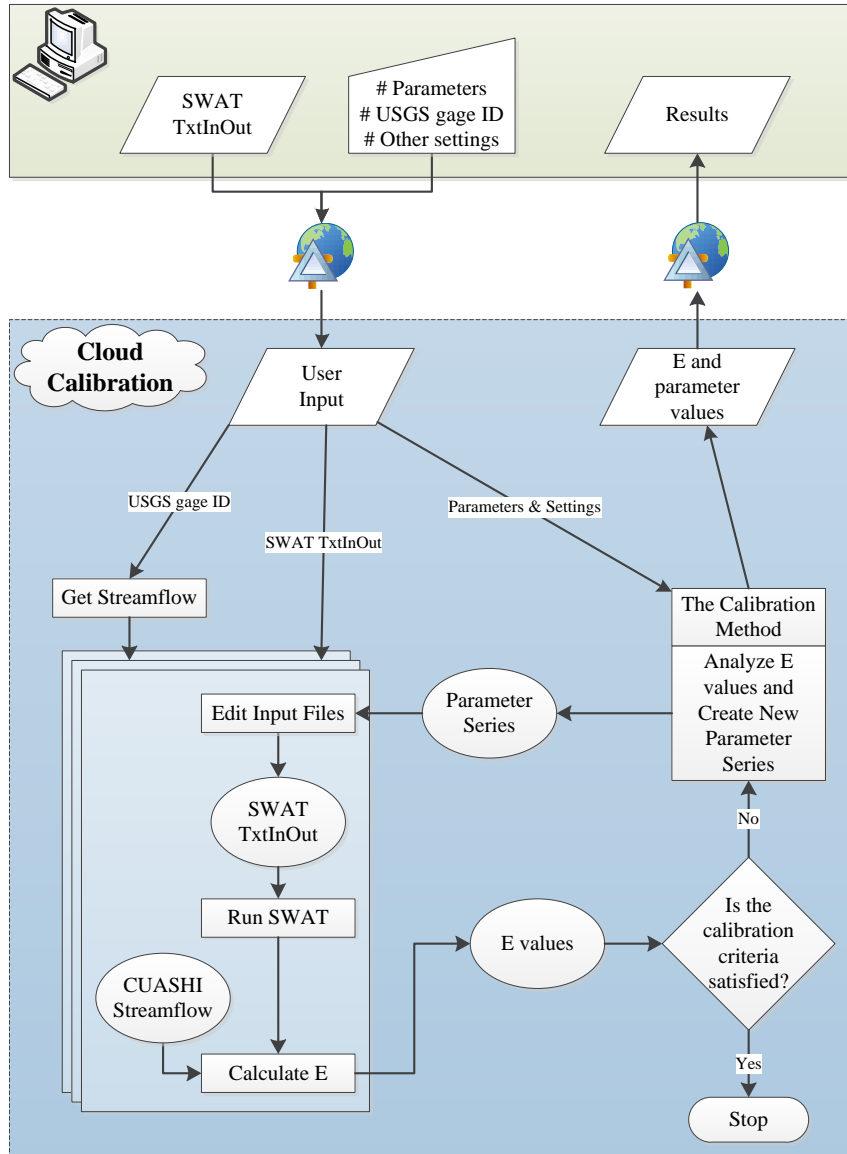 SWAT
TxtInOut
# Parameters
# USGS gage ID
# Other settings
Results
Cloud
Calibration
User
Input
E and
parameter
values
USGS gage ID
SWAT TxtInOut
Parameters & Settings
Get Streamflow
The Calibration
Method
Analyze E
values and
Create New
Parameter
Series
Edit Input Files
Parameter
Series
SWAT
TxtInOut
No
Run SWAT
Is the
calibration
criteria
satisfied?
E values
CUASHI
Streamflow
Calculate E
Yes
Stop